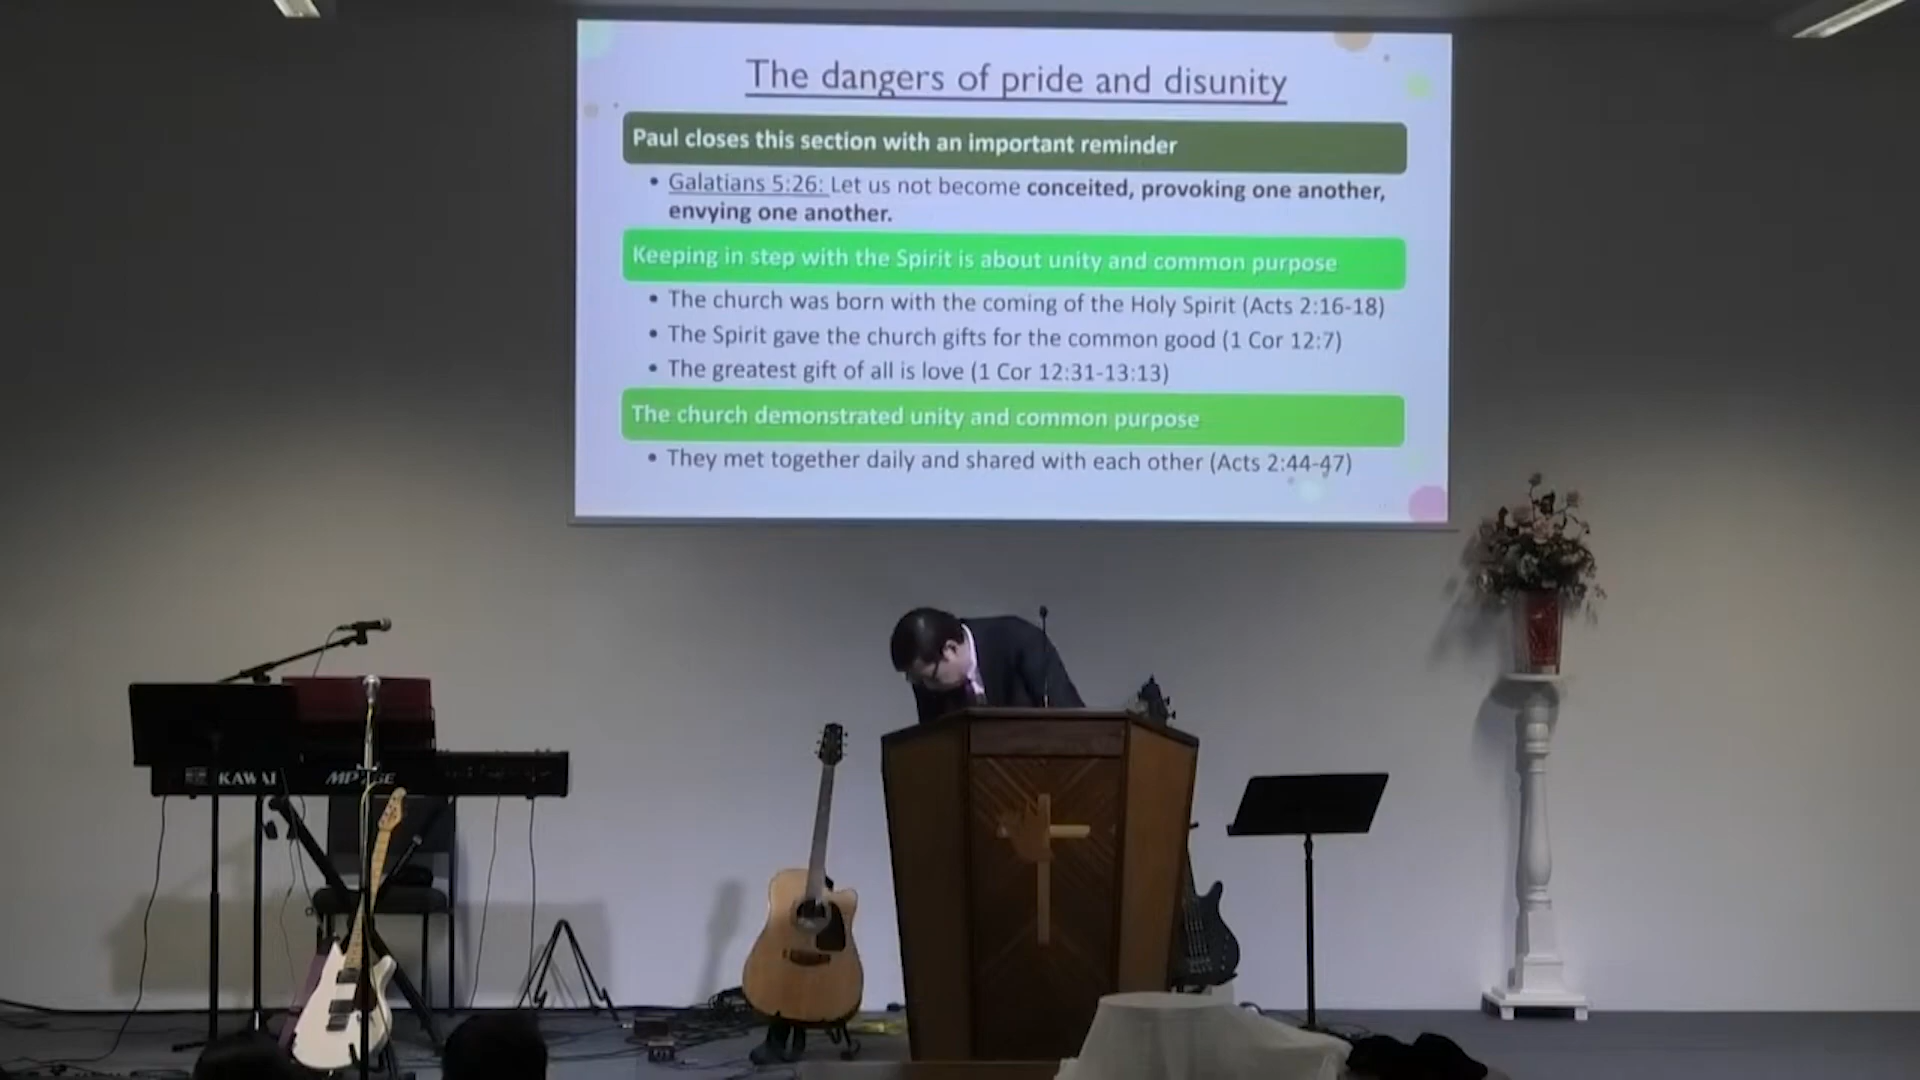 The dangers of pride and disunity
Paul closes this section with an important reminder
• Galatians 5:26: Let us not become conceited, provoking one another,
envying one another.
Keeping in step with the Spirit is about unity and common purpose
• The church was born with the coming of the Holy Spirit (Acts 2:16-18)
• The Spirit gave the church gifts for the common good (1 Cor 12:7)
• The greatest gift of all is love (1 Cor 12:31-13:13)
The church demonstrated unity and common purpose
• They met together daily and shared with each other (Acts 2:44-47)
KAWAI